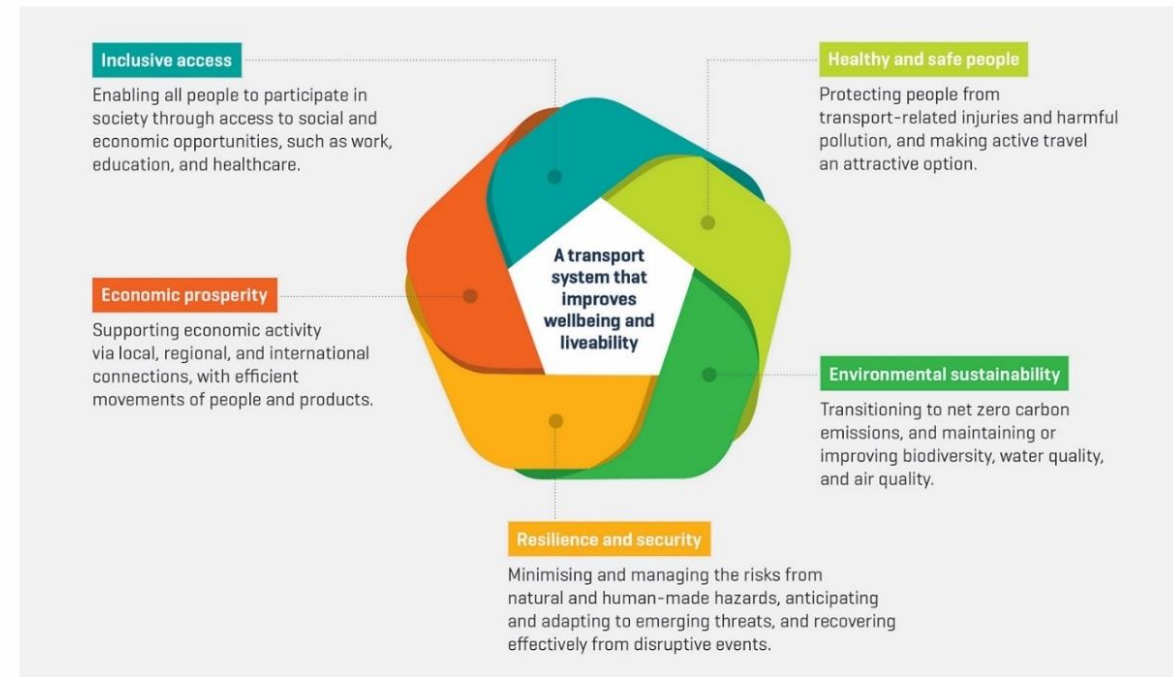 Inclusive access
Enabling all people to participate in
society through access to social and
economic opportunities, such as work,
education, and healthcare.
Healthy and safe people
Protecting people from
transport-related injuries and harmful
pollution, and making active travel
an attractive option.
A transport
system that
improves
wellbeing and
liveability
Economic prosperity
Supporting economic activity
via local, regional, and international
connections, with efficient
movements of people and products.
Environmental sustainability
Transitioning to net zero carbon
emissions, and maintaining or
improving biodiversity, water quality,
and air quality.
Resilience and security
Minimising and managing the risks from
natural and human-made hazards, anticipating
and adapting to emerging threats, and recovering
effectively from disruptive events.